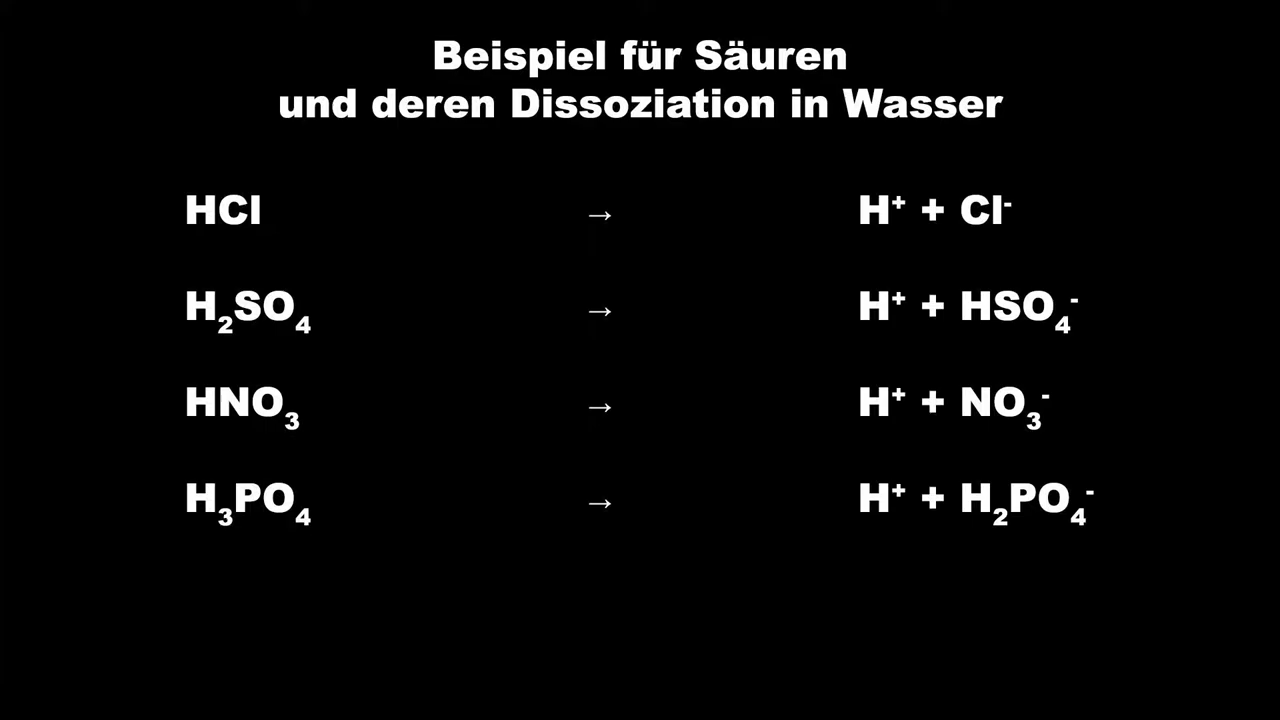 Beispiel für Säuren
und deren Dissoziation in Wasser
HCl → H⁺ + Cl⁻
H₂SO₄ → H⁺ + HSO₄⁻
HNO₃ → H⁺ + NO₃⁻
H₃PO₄ → H⁺ + H₂PO₄⁻